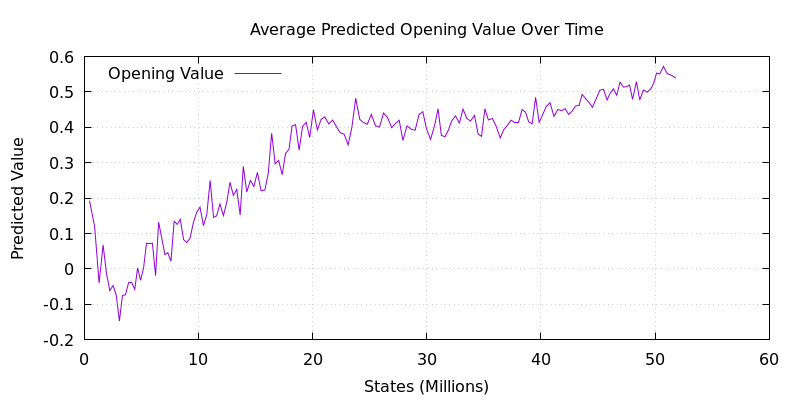 Average Predicted Opening Value Over Time
Opening Value
0.6
0.5
0.4
0.3
0.2
0.1
0
-0.1
-0.2
Predicted Value
0 10 20 30 40 50 60
States (Millions)